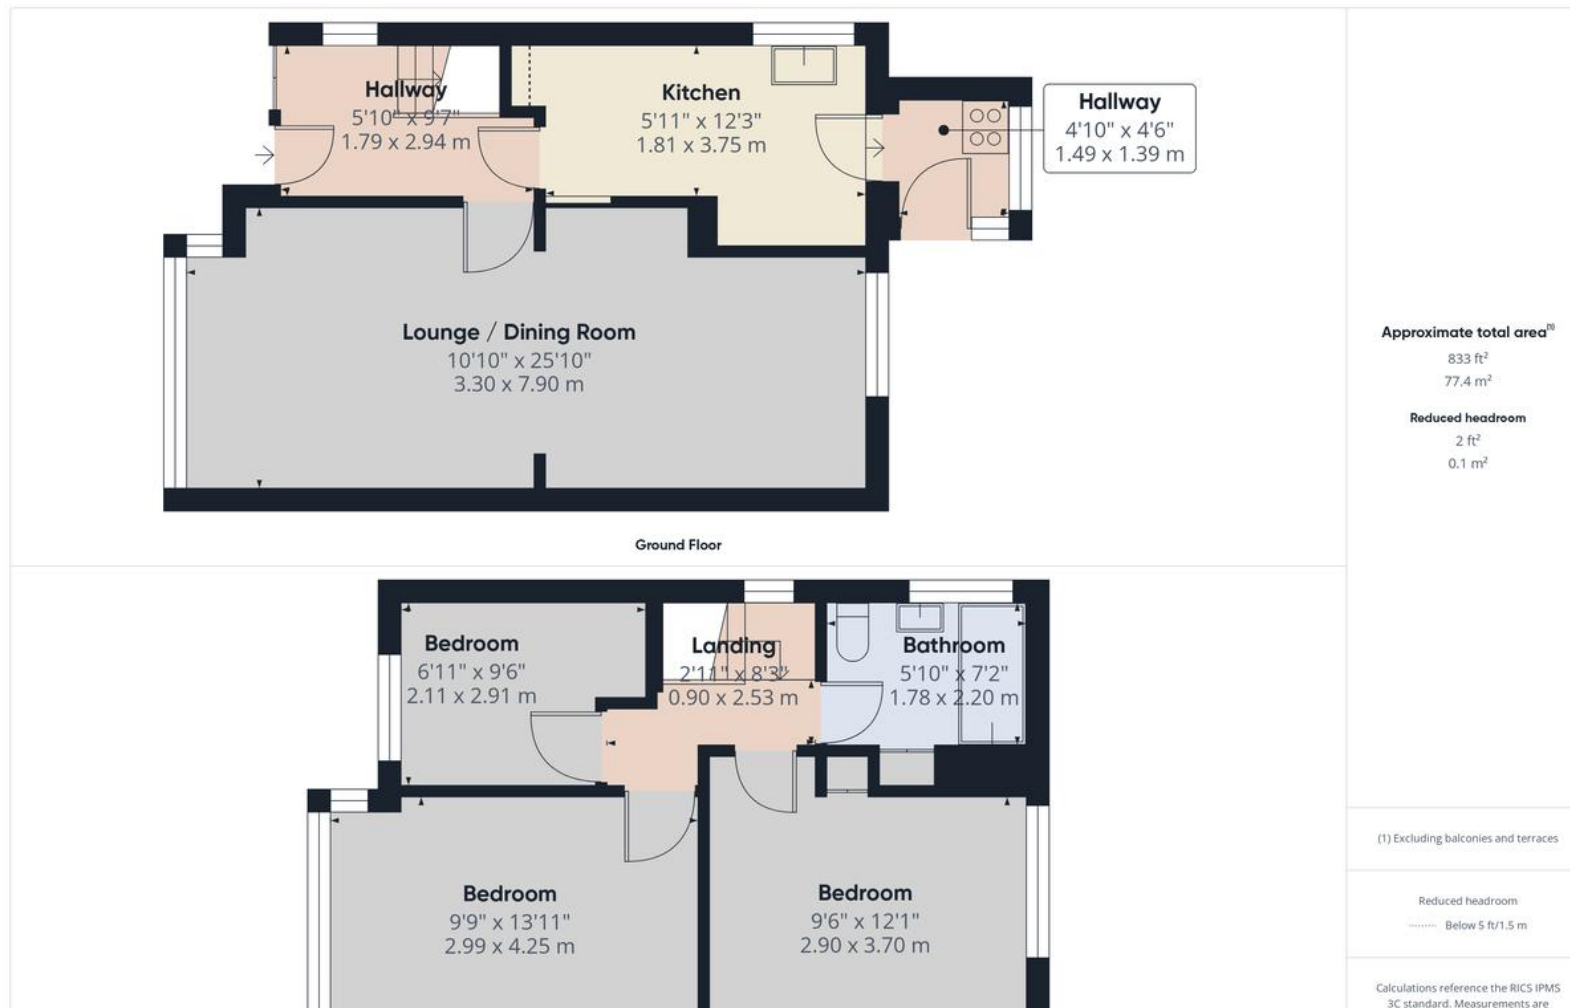 Hallway
5'10" x 9'7"
1.79 x 2.94 m
Kitchen
5'11" x 12'3"
1.81 x 3.75 m
Hallway
4'10" x 4'6"
1.49 x 1.39 m
Lounge / Dining Room
10'10" x 25'10"
3.30 x 7.90 m
Ground Floor
Bedroom
6'11" x 9'6"
2.11 x 2.91 m
Landing
2'11" x 8'3"
0.90 x 2.53 m
Bathroom
5'10" x 7'2"
1.78 x 2.20 m
Bedroom
9'9" x 13'11"
2.99 x 4.25 m
Bedroom
9'6" x 12'1"
2.90 x 3.70 m
Approximate total area(1)
833 ft²
77.4 m²
Reduced headroom
2 ft²
0.1 m²
(1) Excluding balconies and terraces
Reduced headroom
Below 5 ft/1.5 m
Calculations reference the RICS IPMS
3C standard. Measurements are